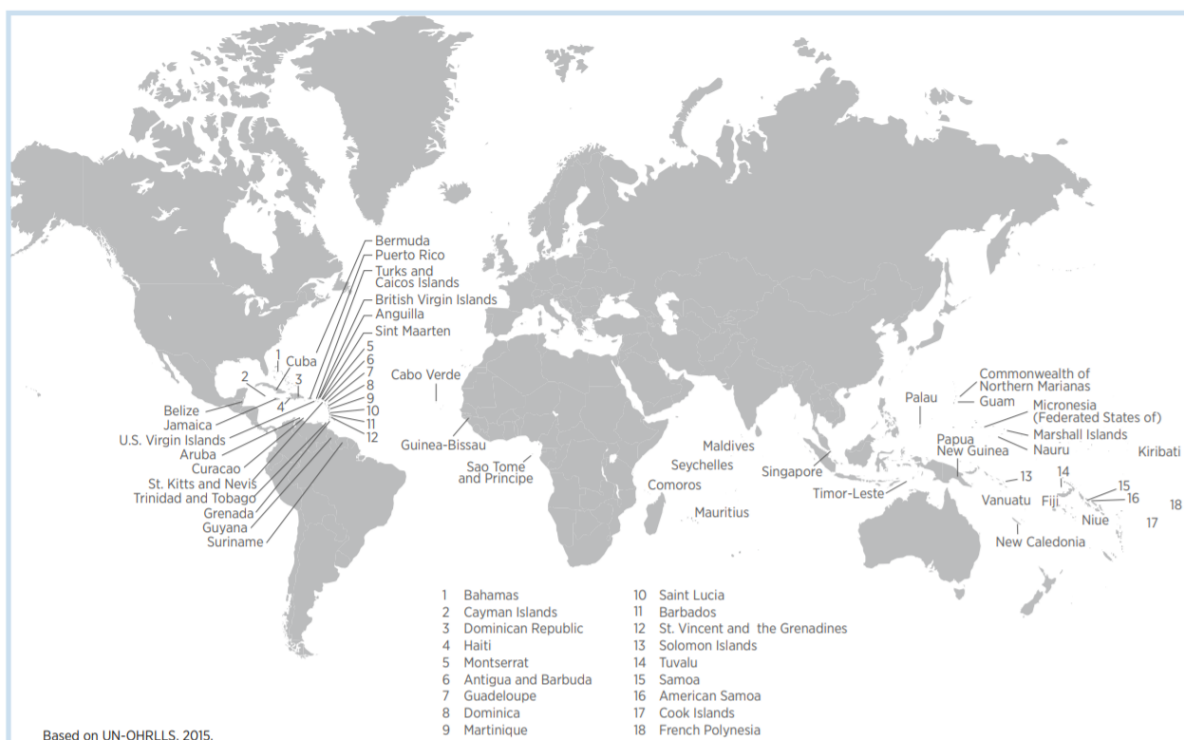 Bermuda
Puerto Rico
Turks and
Caicos Islands
British Virgin Islands
Anguilla
Sint Maarten
5
6
7
8
9
10
11
12
1
Cuba
2
3
4
Belize
Jamaica
U.S. Virgin Islands
Aruba
Curacao
St. Kitts and Nevis
Trinidad and Tobago
Grenada
Guyana
Suriname
Cabo Verde
Guinea-Bissau
Sao Tome
and Principe
Maldives
Seychelles
Comoros
Mauritius
Singapore
Timor-Leste
Palau
Commonwealth of
Northern Marianas
Guam
Micronesia
(Federated States of)
Marshall Islands
Nauru
Papua
New Guinea
Kiribati
13
14
15
16
17
18
Vanuatu
Fiji
Niue
New Caledonia
1 Bahamas
2 Cayman Islands
3 Dominican Republic
4 Haiti
5 Montserrat
6 Antigua and Barbuda
7 Guadeloupe
8 Dominica
9 Martinique
10 Saint Lucia
11 Barbados
12 St. Vincent and the Grenadines
13 Solomon Islands
14 Tuvalu
15 Samoa
16 American Samoa
17 Cook Islands
18 French Polynesia
Based on UN-OHRLLS, 2015.